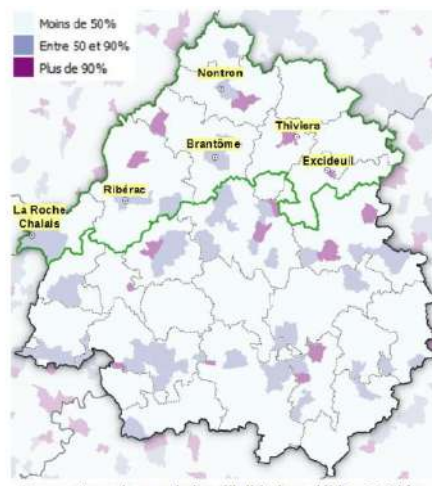 Moins de 50%
Entre 50 et 90%
Plus de 90%
Nontron
Thiviers
Brantôme
Excideuil
Ribérac
La Roche
Chalais